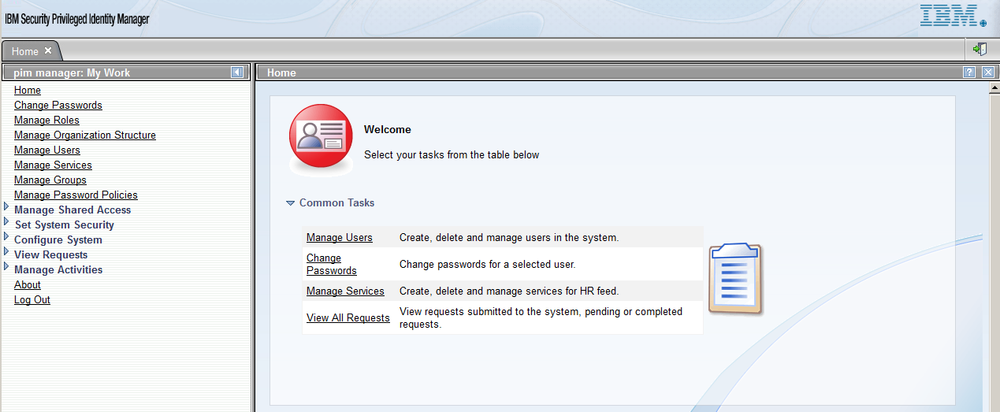 IBM Security Privileged Identity Manager
IBM.
Home
pim manager: My Work
Home
Change Passwords
Manage Roles
Manage Organization Structure
Manage Users
Manage Services
Manage Groups
Manage Password Policies
Manage Shared Access
Set System Security
Configure System
View Requests
Manage Activities
About
Log Out
Home
?
Welcome
Select your tasks from the table below
Common Tasks
Manage Users Create, delete and manage users in the system.
Change
Passwords
Change passwords for a selected user.
Manage Services Create, delete and manage services for HR feed.
View All Requests
View requests submitted to the system, pending or completed
requests.